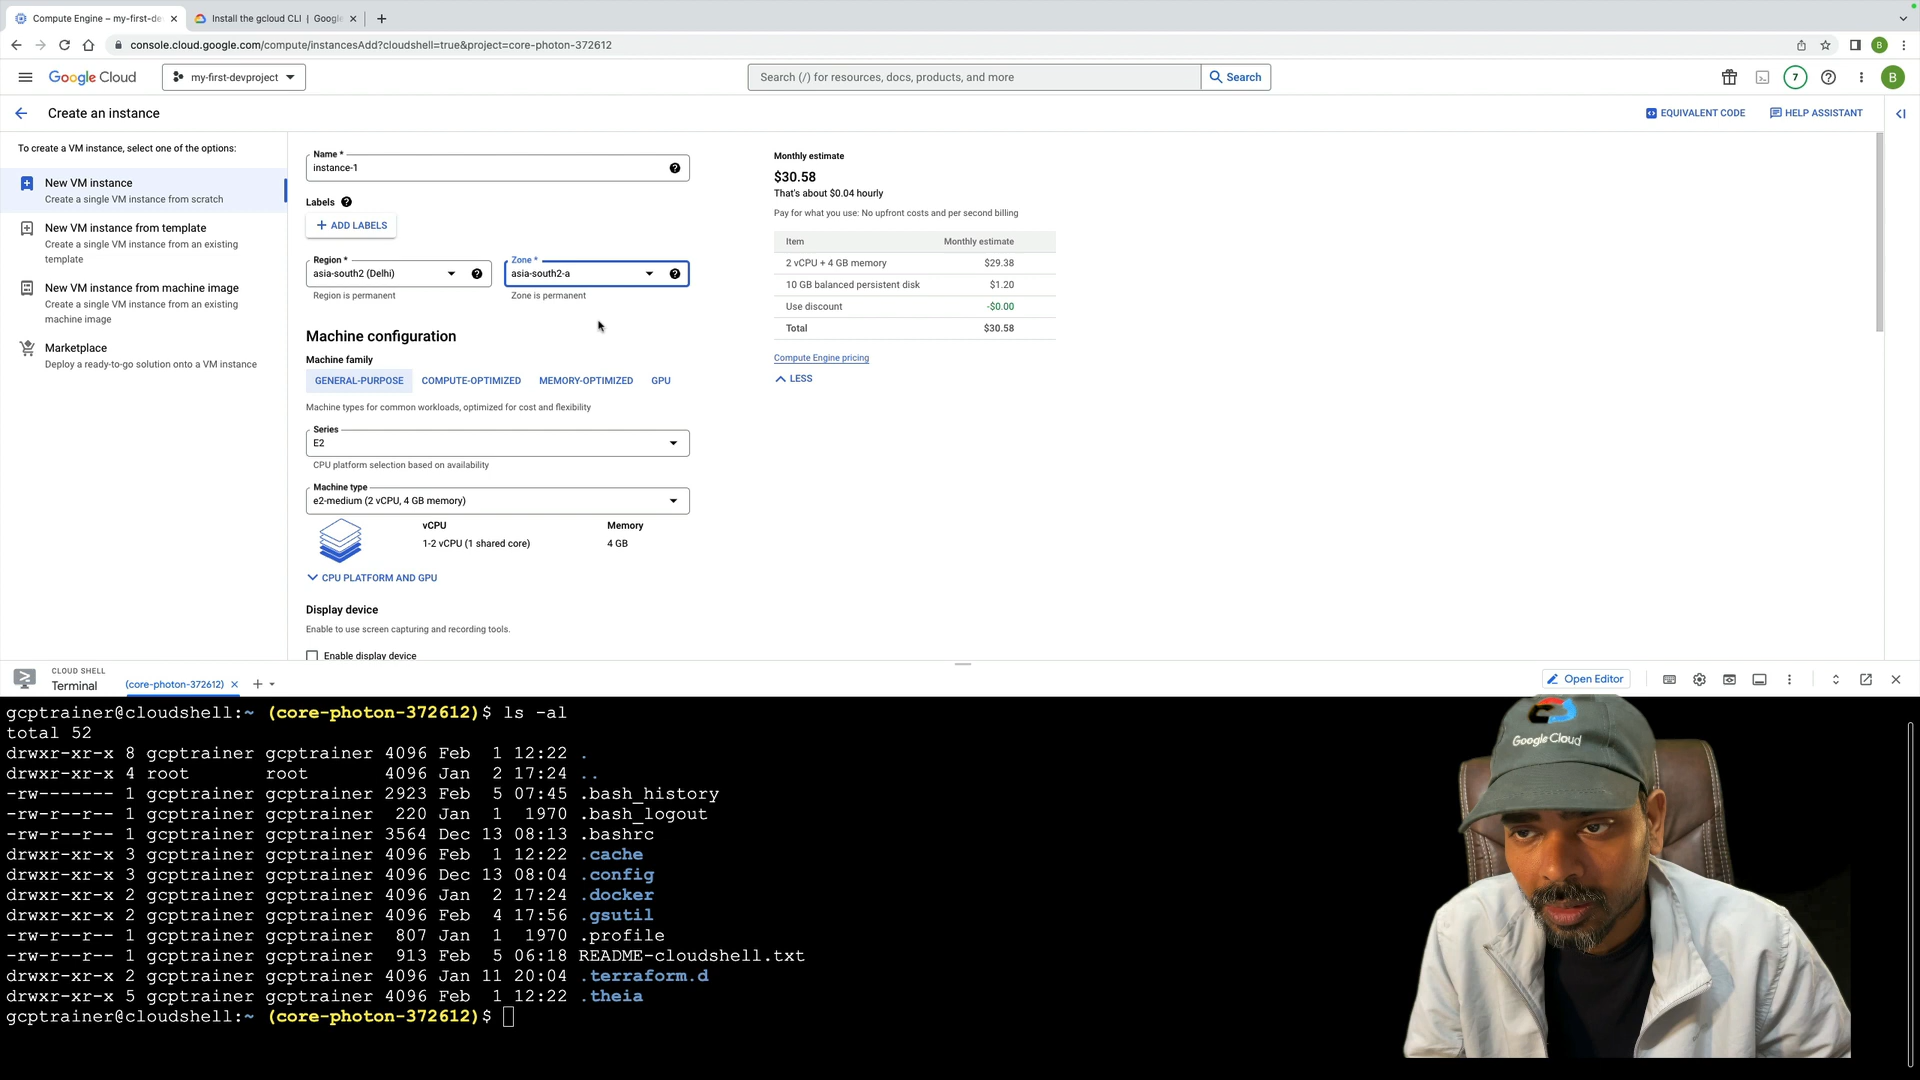 Compute Engine – my-first-de
Install the gcloud CLI | Google
console.cloud.google.com/compute/instancesAdd?cloudshell=true&project=core-photon-372612
B
Google Cloud
my-first-devproject
Search (/) for resources, docs, products, and more
Search
7
B
Create an instance
EQUIVALENT CODE
HELP ASSISTANT
To create a VM instance, select one of the options:
New VM instance
Create a single VM instance from scratch
New VM instance from template
Create a single VM instance from an existing
template
New VM instance from machine image
Create a single VM instance from an existing
machine image
Marketplace
Deploy a ready-to-go solution onto a VM instance
Name *
instance-1
Labels
+ ADD LABELS
Region *
asia-south2 (Delhi)
Region is permanent
Zone *
asia-south2-a
Zone is permanent
Machine configuration
Machine family
GENERAL-PURPOSE COMPUTE-OPTIMIZED MEMORY-OPTIMIZED GPU
Machine types for common workloads, optimized for cost and flexibility
Series
E2
CPU platform selection based on availability
Machine type
e2-medium (2 vCPU, 4 GB memory)
vCPU Memory
1-2 vCPU (1 shared core) 4 GB
CPU PLATFORM AND GPU
Display device
Enable to use screen capturing and recording tools.
Enable display device
Monthly estimate
$30.58
That's about $0.04 hourly
Pay for what you use: No upfront costs and per second billing
Item Monthly estimate
2 vCPU + 4 GB memory $29.38
10 GB balanced persistent disk $1.20
Use discount -$0.00
Total $30.58
Compute Engine pricing
LESS
CLOUD SHELL
Terminal
(core-photon-372612)
Open Editor
gcptrainer@cloudshell:~ (core-photon-372612)$ ls -al
total 52
drwxr-xr-x 8 gcptrainer gcptrainer 4096 Feb  1 12:22 .
drwxr-xr-x 4 root       root       4096 Jan  2 17:24 ..
-rw------- 1 gcptrainer gcptrainer 2923 Feb  5 07:45 .bash_history
-rw-r--r-- 1 gcptrainer gcptrainer  220 Jan  1  1970 .bash_logout
-rw-r--r-- 1 gcptrainer gcptrainer 3564 Dec 13 08:13 .bashrc
drwxr-xr-x 3 gcptrainer gcptrainer 4096 Feb  1 12:22 .cache
drwxr-xr-x 3 gcptrainer gcptrainer 4096 Dec 13 08:04 .config
drwxr-xr-x 2 gcptrainer gcptrainer 4096 Jan  2 17:24 .docker
drwxr-xr-x 2 gcptrainer gcptrainer 4096 Feb  4 17:56 .gsutil
-rw-r--r-- 1 gcptrainer gcptrainer  807 Jan  1  1970 .profile
-rw-r--r-- 1 gcptrainer gcptrainer  913 Feb  5 06:18 README-cloudshell.txt
drwxr-xr-x 2 gcptrainer gcptrainer 4096 Jan 11 20:04 .terraform.d
drwxr-xr-x 5 gcptrainer gcptrainer 4096 Feb  1 12:22 .theia
gcptrainer@cloudshell:~ (core-photon-372612)$
Google Cloud